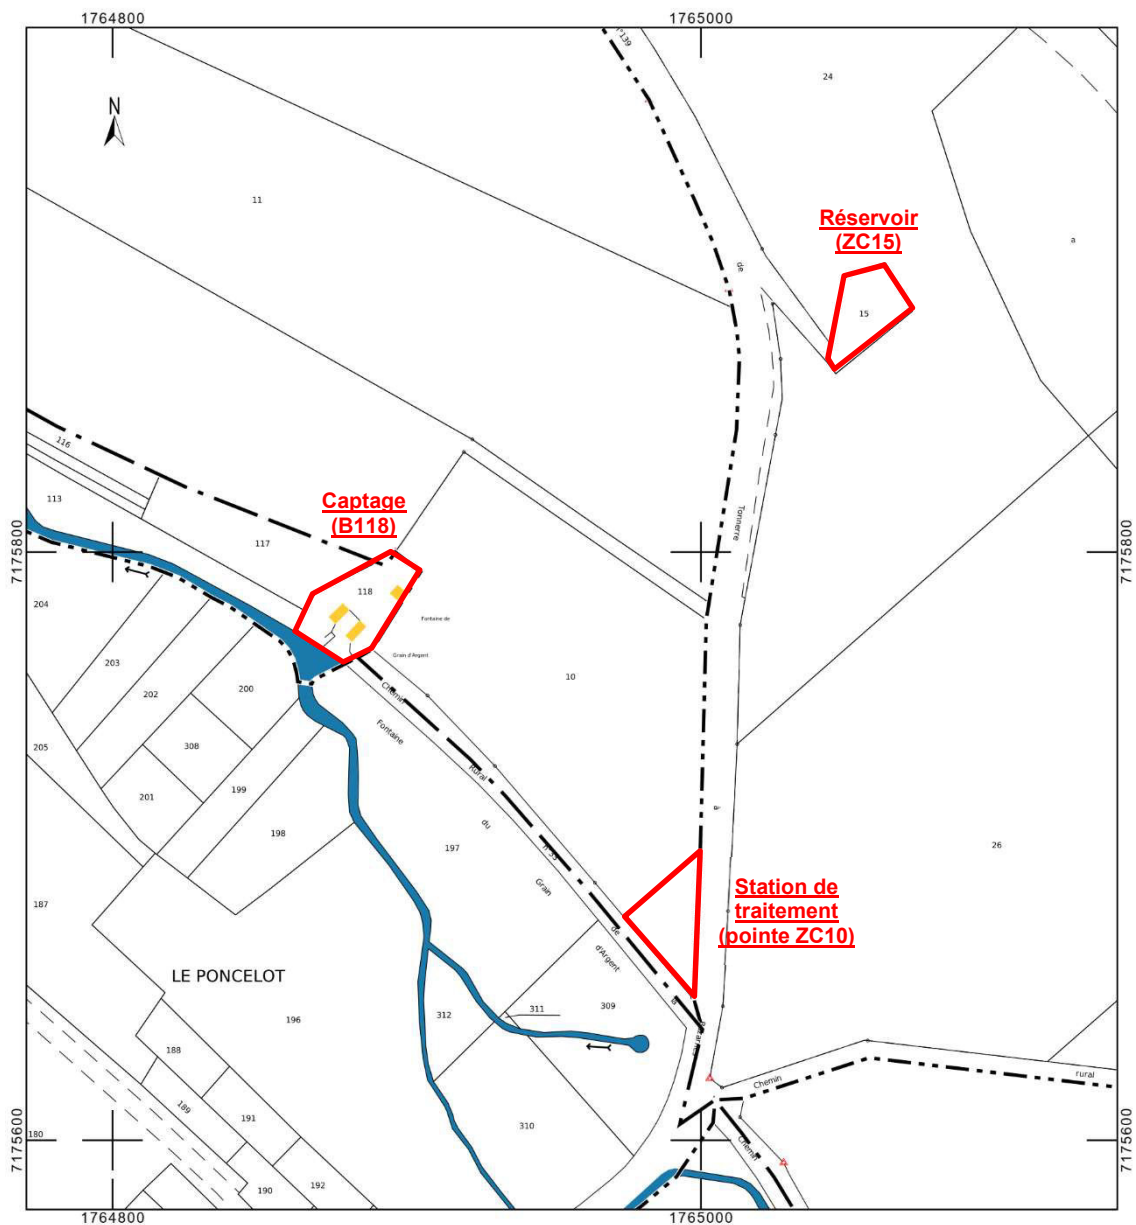 1764800
1765000
n°139
24
N
11
a
Réservoir
(ZC15)
de
15
116
113
Captage
(B118)
117
Tonnerre
7175800
7175800
118
204
Fontaine de
Grain d'Argent
203
10
202
200
Chemin
Fontaine
205
308
Rural
199
201
du
à
198
197
n°55
26
Grain
Station de
traitement
(pointe ZC10)
187
de
d'Argent
LE PONCELOT
196
312
311
309
188
Chemin
rural
189
191
310
180
7175600
7175600
Chemin
190
192
1764800
1765000